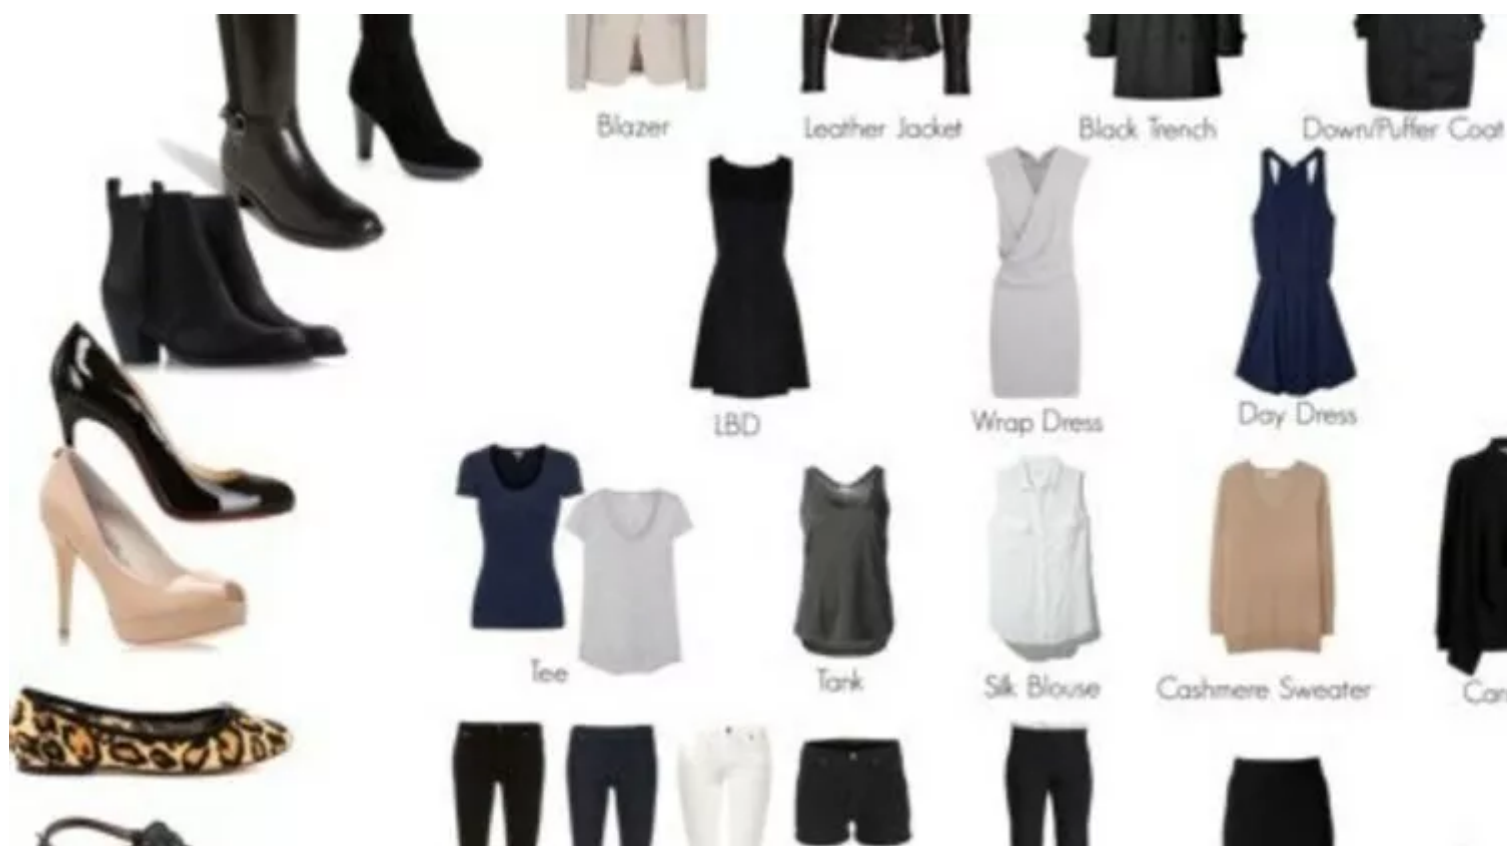 Blazer
Leather Jacket
Black Trench
Down/Puffer Coat
LBD
Wrap Dress
Day Dress
Tee
Tank
Silk Blouse
Cashmere Sweater
Car